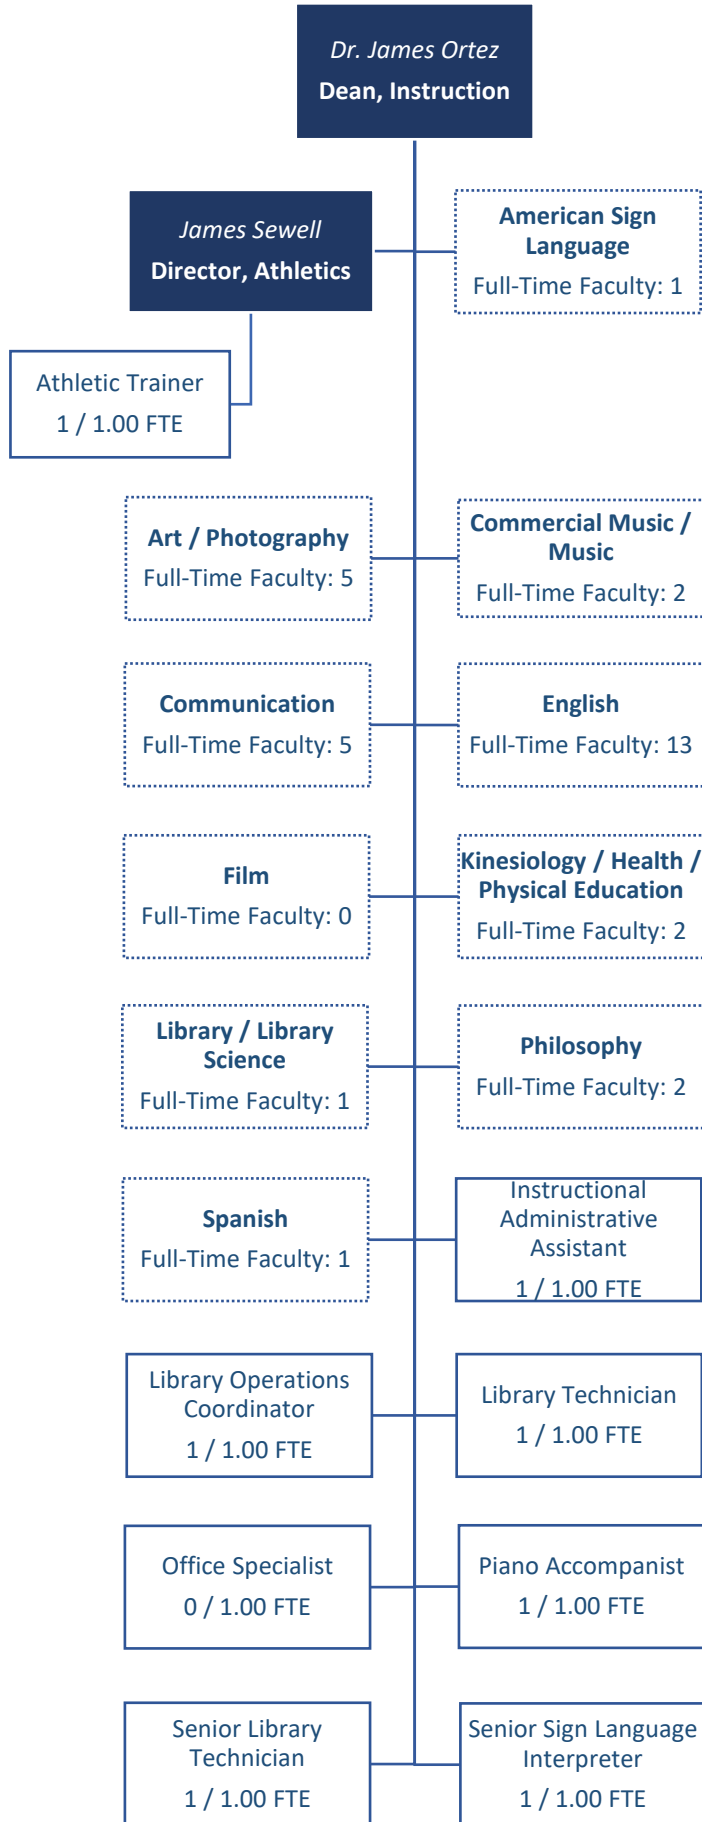 Dr. James Ortez
Dean, Instruction
James Sewell
Director, Athletics
American Sign
Language
Full-Time Faculty: 1
Athletic Trainer
1 / 1.00 FTE
Art / Photography
Full-Time Faculty: 5
Commercial Music /
Music
Full-Time Faculty: 2
Communication
Full-Time Faculty: 5
English
Full-Time Faculty: 13
Film
Full-Time Faculty: 0
Kinesiology / Health /
Physical Education
Full-Time Faculty: 2
Library / Library
Science
Full-Time Faculty: 1
Philosophy
Full-Time Faculty: 2
Spanish
Full-Time Faculty: 1
Instructional
Administrative
Assistant
1 / 1.00 FTE
Library Operations
Coordinator
1 / 1.00 FTE
Library Technician
1 / 1.00 FTE
Office Specialist
0 / 1.00 FTE
Piano Accompanist
1 / 1.00 FTE
Senior Library
Technician
1 / 1.00 FTE
Senior Sign Language
Interpreter
1 / 1.00 FTE